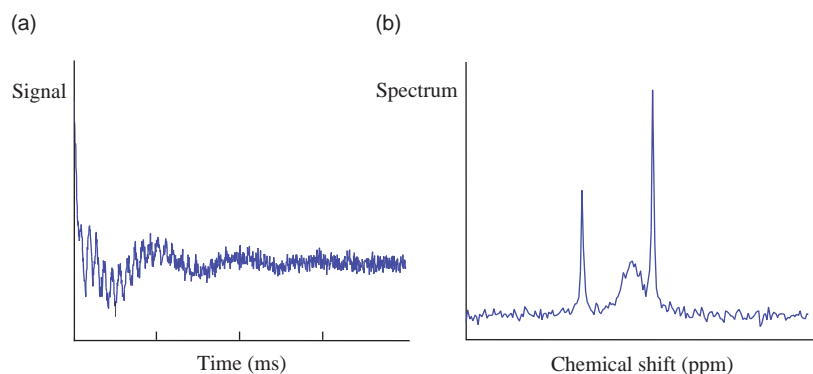 (a)
(b)
Signal
Spectrum
Time (ms)
Chemical shift (ppm)